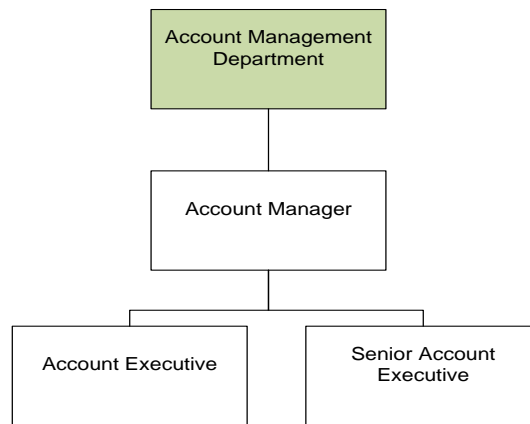 Account Management
Department
Account Manager
Account Executive
Senior Account
Executive